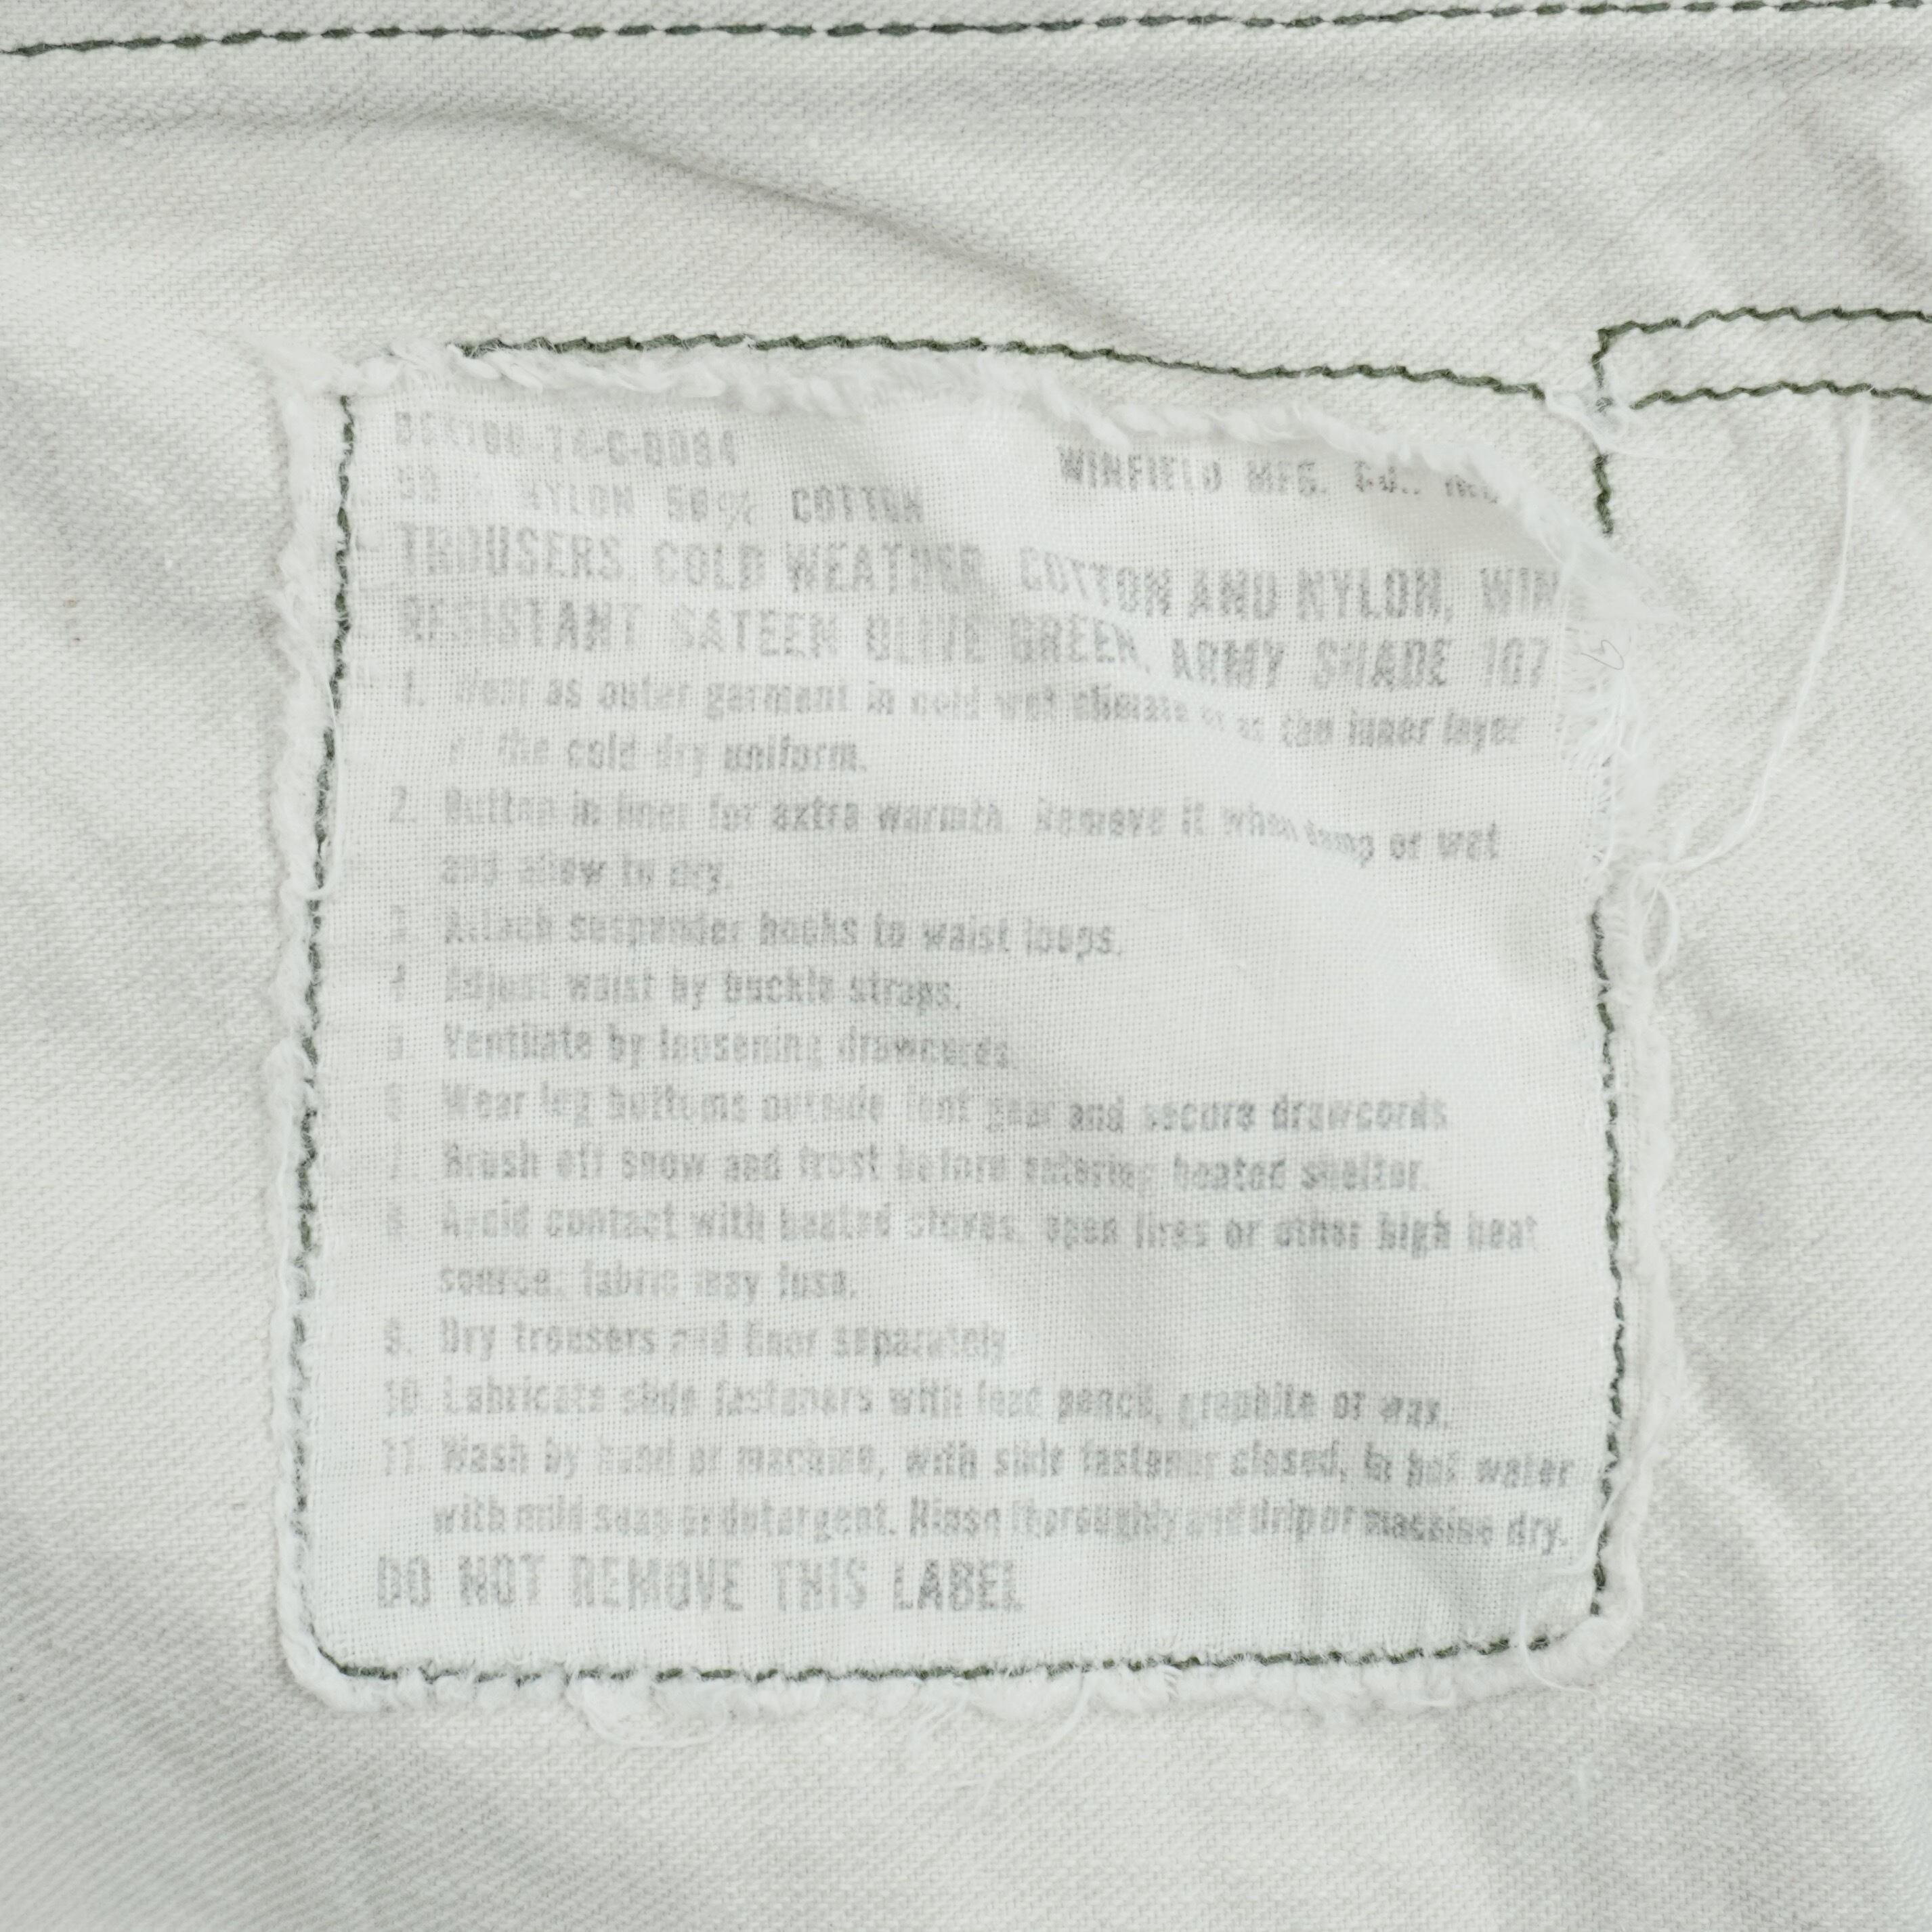 DSA100-74-C-0084
WINFIELD MFG. CO., INC
50 % NYLON 50% COTTON
TROUSERS, COLD WEATHER, COTTON AND NYLON, WIN
RESISTANT SATEEN OLIVE GREEN, ARMY SHADE 107
1. Wear as outer garment in cold wet climate or as the inner layer
of the cold dry uniform.
2. Button in liner for extra warmth. Remove it when damp or wet
and allow to dry.
3. Attach suspender hooks to waist loops.
4. Adjust waist by buckle straps.
5. Ventilate by loosening drawcords.
6. Wear leg bottoms outside foot gear and secure drawcords
7. Brush off snow and frost before entering heated shelter.
8. Avoid contact with heated stoves, open fires or other high heat
source; fabric may fuse.
9. Dry trousers and liner separately.
10. Lubricate slide fasteners with lead pencil, graphite or wax.
11. Wash by hand or machine, with slide fastener closed, in hot water
with mild soap or detergent. Rinse thoroughly and drip or machine dry.
DO NOT REMOVE THIS LABEL